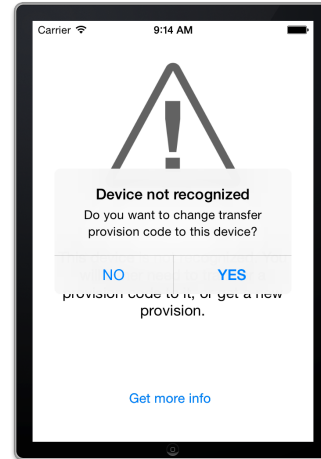 Carrier 9:14 AM
Device not recognized
Do you want to change transfer
provision code to this device?
NO YES
provision code to it, or get a new
provision.
Get more info